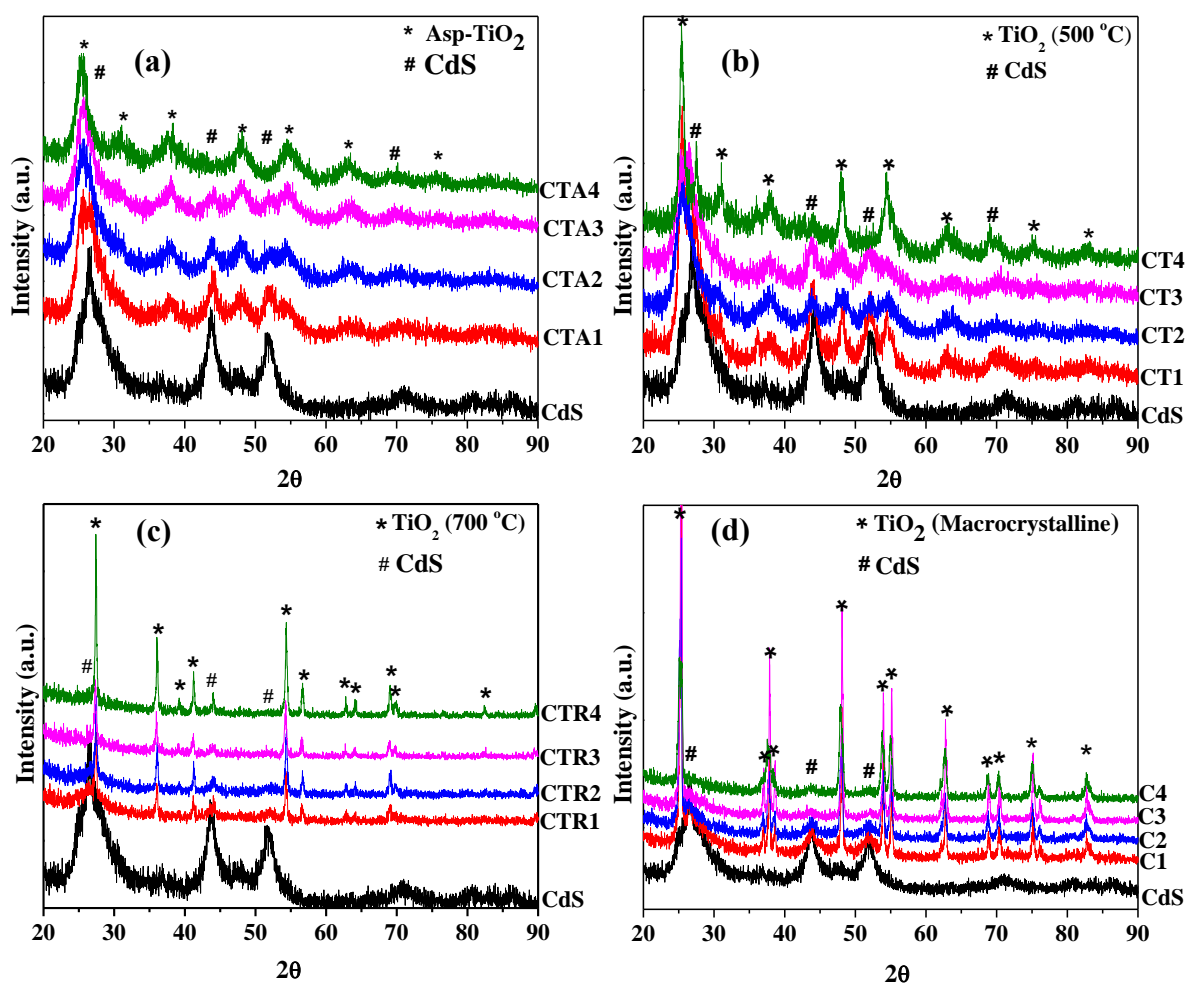 (a)
* Asp-TiO2
# CdS
* # * * # * # * * # *
CTA4
CTA3
CTA2
CTA1
CdS
Intensity (a.u.)
20 30 40 50 60 70 80 90
2θ
(b)
* TiO2 (500 oC)
# CdS
* # * * # * # * * # * *
CT4
CT3
CT2
CT1
CdS
Intensity (a.u.)
20 30 40 50 60 70 80 90
2θ
(c)
* TiO2 (700 oC)
# CdS
# * * * * # # * * * * * * *
CTR4
CTR3
CTR2
CTR1
CdS
Intensity (a.u.)
20 30 40 50 60 70 80 90
2θ
(d)
* TiO2 (Macrocrystalline)
# CdS
* # * * * # * # * * * * * * *
C4
C3
C2
C1
CdS
Intensity (a.u.)
20 30 40 50 60 70 80 90
2θ